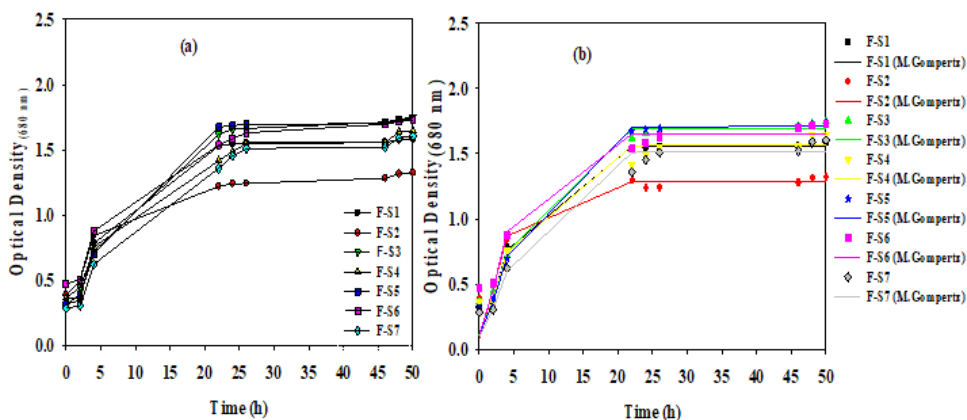 (a)
Optical Density (680 nm)
2.5
2.0
1.5
1.0
0.5
0.0
F-S1
F-S2
F-S3
F-S4
F-S5
F-S6
F-S7
0 5 10 15 20 25 30 35 40 45 50
Time (h)
(b)
Optical Density (680 nm)
2.5
2.0
1.5
1.0
0.5
0.0
0 5 10 15 20 25 30 35 40 45 50
Time (h)
F-S1
F-S1 (M.Gompertz)
F-S2
F-S2 (M.Gompertz)
F-S3
F-S3 (M.Gompertz)
F-S4
F-S4 (M.Gompertz)
F-S5
F-S5 (M.Gompertz)
F-S6
F-S6 (M.Gompertz)
F-S7
F-S7 (M.Gompertz)